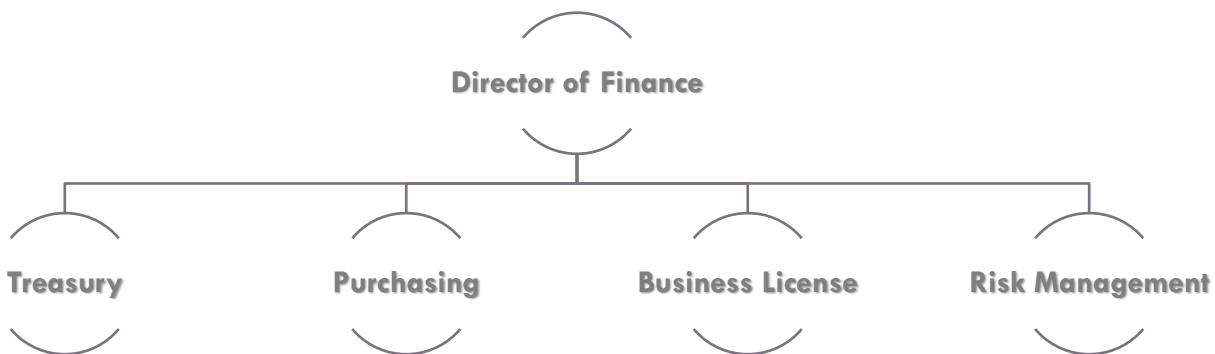 Director of Finance
Treasury
Purchasing
Business License
Risk Management